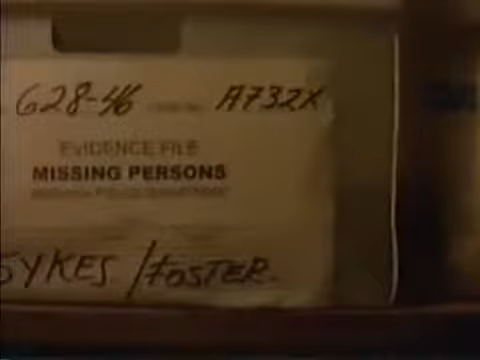 628-46 A732X
EVIDENCE FILE
MISSING PERSONS
SYKES / FOSTER